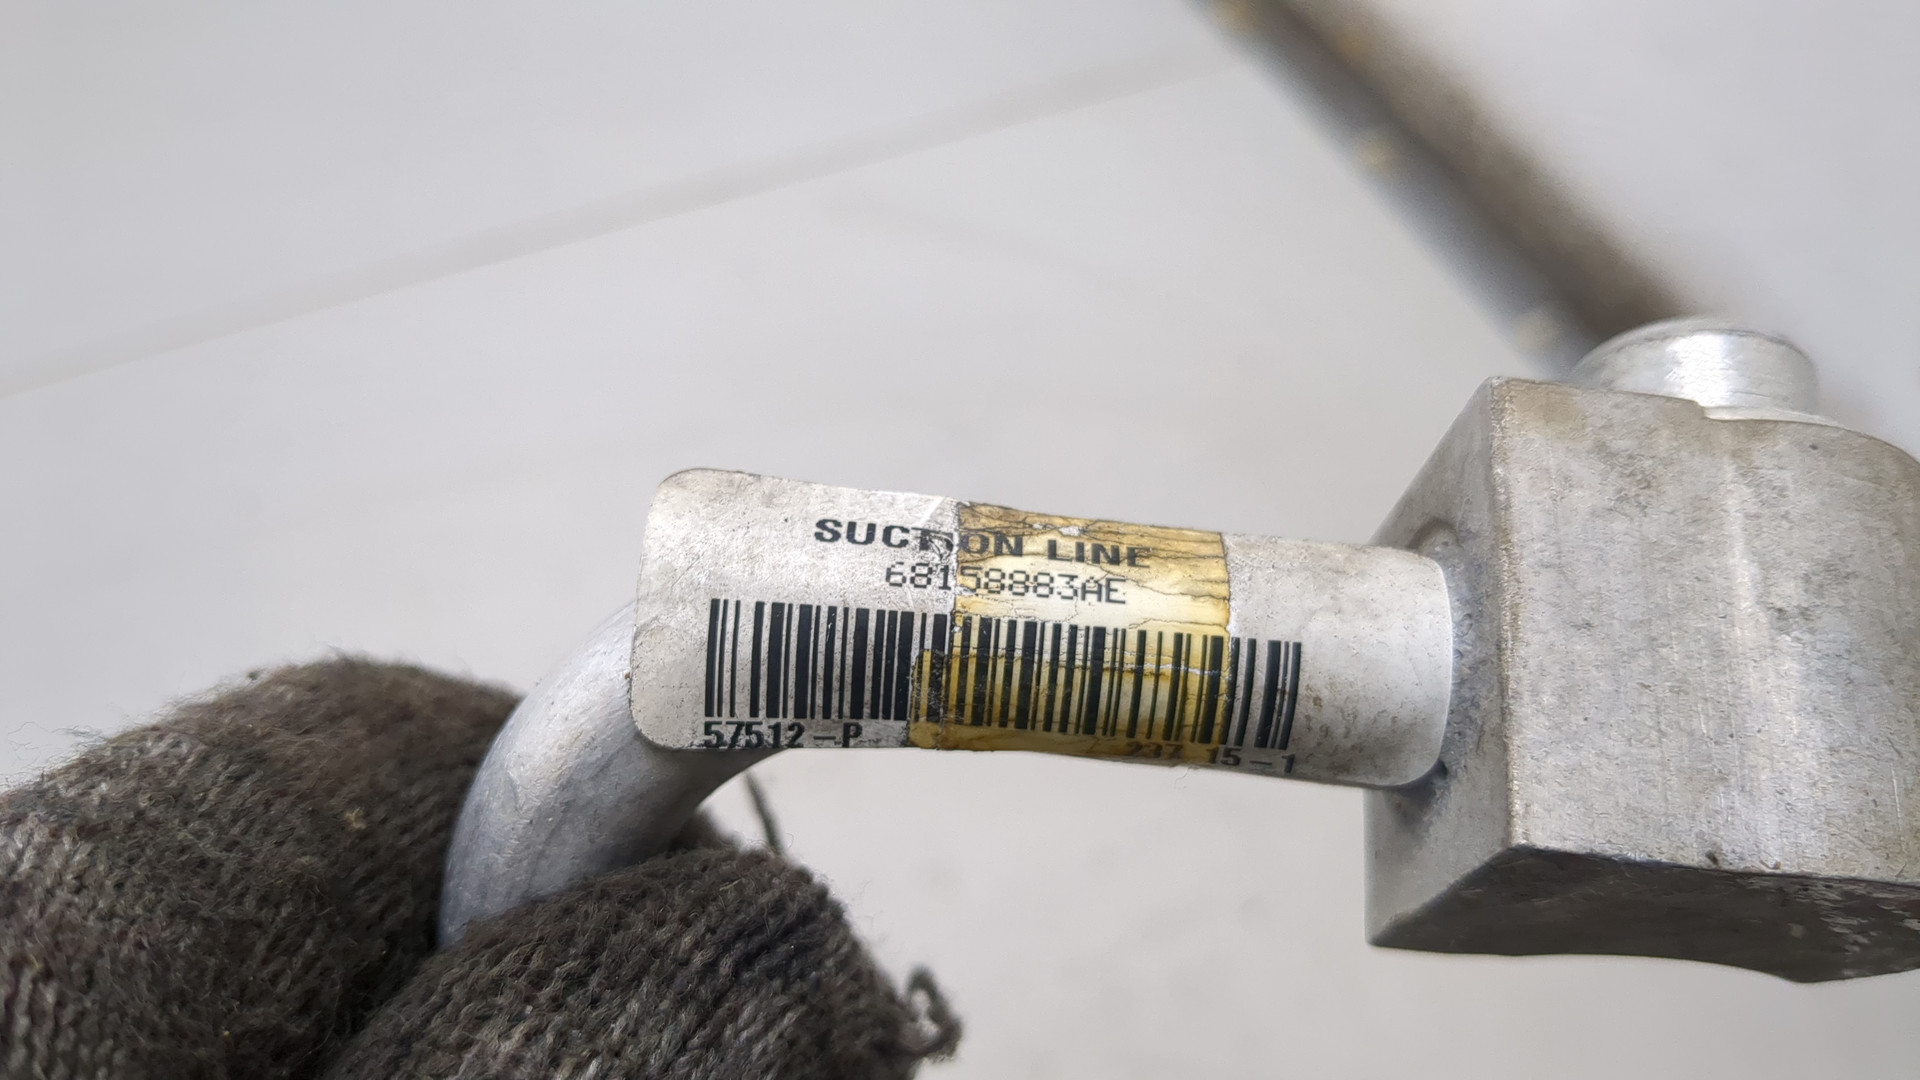 SUCTION LINE
68158883AE
57512-P 237 15-1